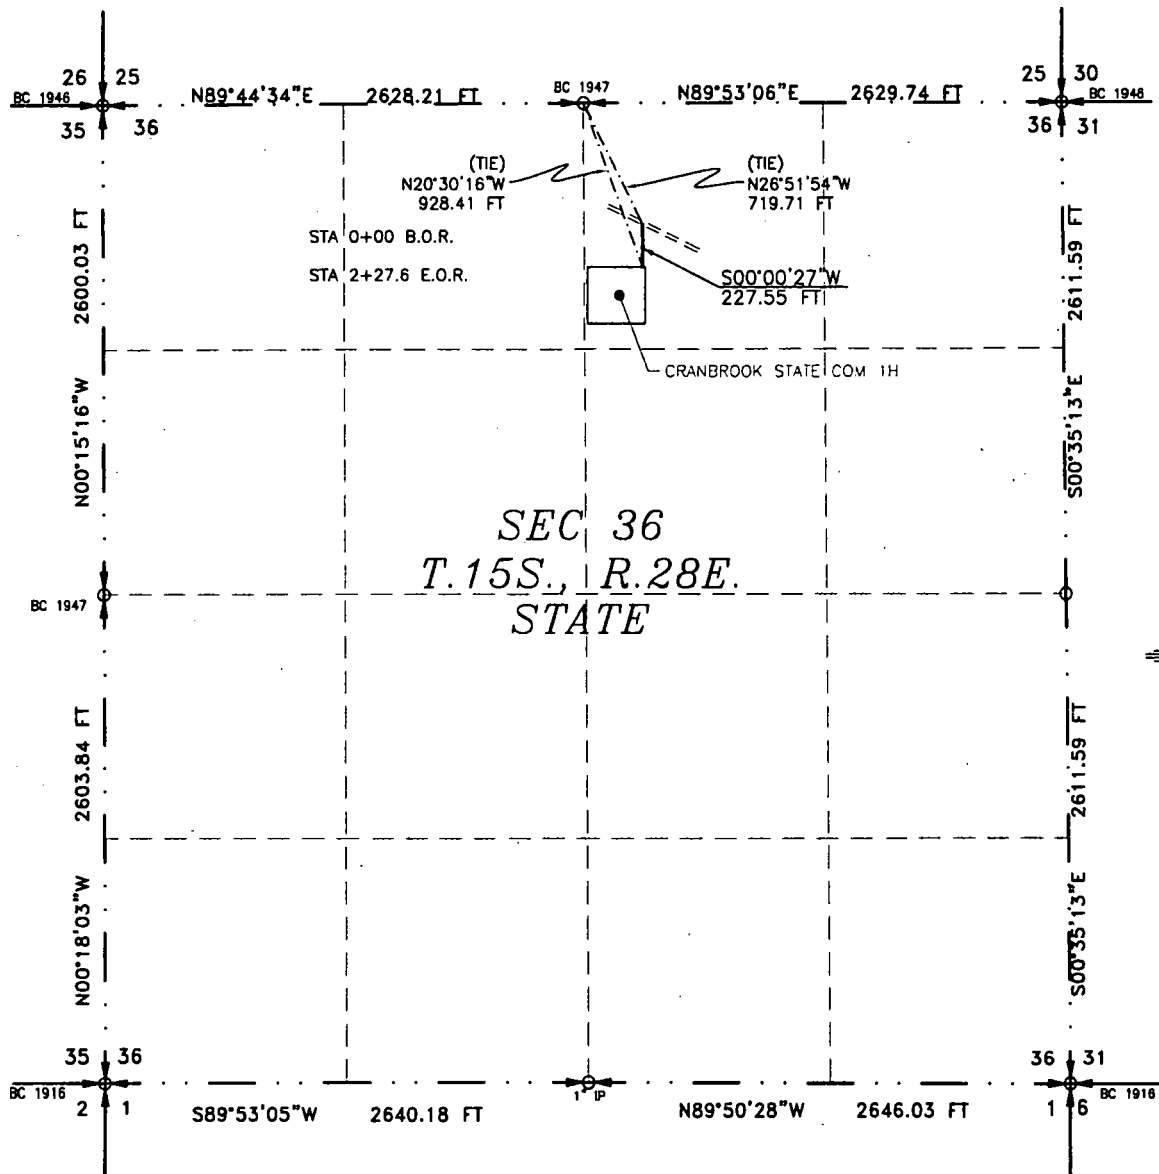 26 25
25 30
BC 1946
N89°44'34"E 2628.21 FT
BC 1947
N89°53'06"E 2629.74 FT
35 36
36 31
(TIE)
N20°30'16"W
928.41 FT
(TIE)
N26°51'54"W
719.71 FT
STA 0+00 B.O.R.
STA 2+27.6 E.O.R.
S00°00'27"W
227.55 FT
CRANBROOK STATE COM 1H
2600.03 FT
N00°15'16"W
2611.59 FT
S00°35'13"E
SEC 36
T.15S., R.28E.
STATE
BC 1947
2603.84 FT
N00°18'03"W
2611.59 FT
S00°35'13"E
35 36
36 31
BC 1916
1" IP
BC 1916
2 1
1 6
S89°53'05"W 2640.18 FT
N89°50'28"W 2646.03 FT